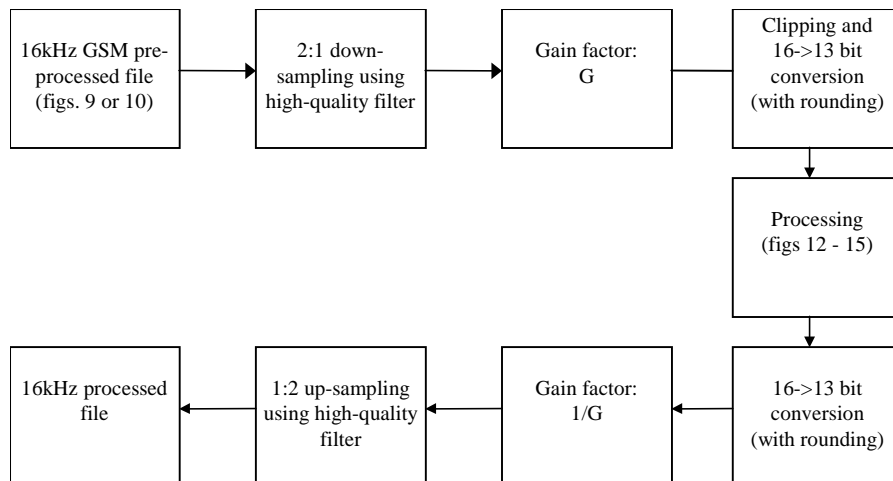 16kHz GSM pre-
processed file
(figs. 9 or 10)
2:1 down-
sampling using
high-quality filter
Gain factor:
G
Clipping and
16->13 bit
conversion
(with rounding)
Processing
(figs 12 - 15)
16->13 bit
conversion
(with rounding)
Gain factor:
1/G
1:2 up-sampling
using high-quality
filter
16kHz processed
file